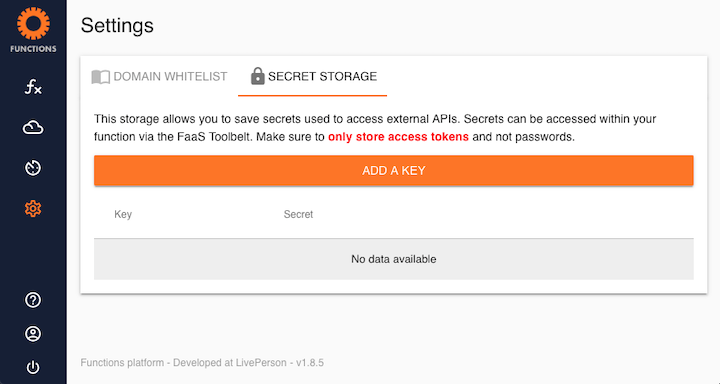 FUNCTIONS
Settings
DOMAIN WHITELIST
SECRET STORAGE
This storage allows you to save secrets used to access external APIs. Secrets can be accessed within your
function via the FaaS Toolbelt. Make sure to only store access tokens and not passwords.
ADD A KEY
Key Secret
No data available
Functions platform - Developed at LivePerson - v1.8.5